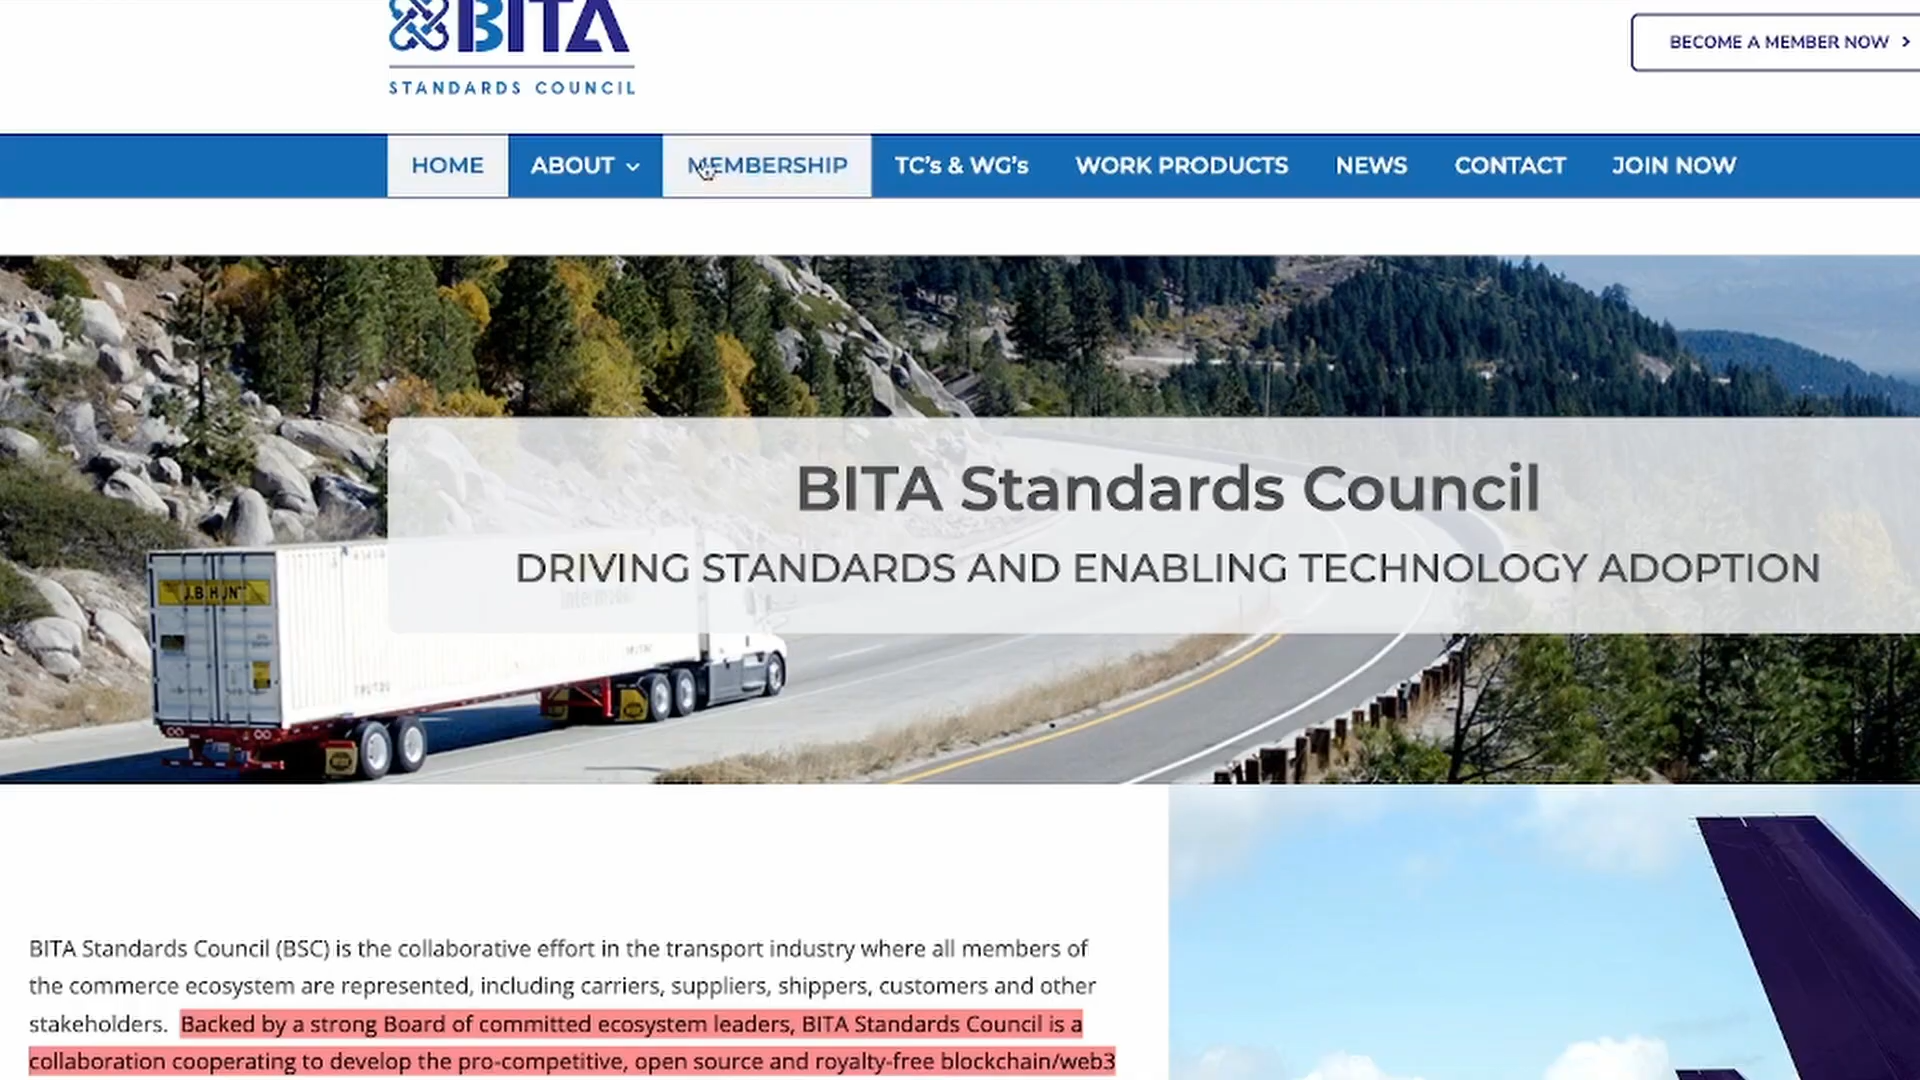 BITA
STANDARDS COUNCIL
BECOME A MEMBER NOW
HOME ABOUT MEMBERSHIP TC's & WG's WORK PRODUCTS NEWS CONTACT JOIN NOW
BITA Standards Council
DRIVING STANDARDS AND ENABLING TECHNOLOGY ADOPTION
J.B.HUNT
Intermodal
BITA Standards Council (BSC) is the collaborative effort in the transport industry where all members of
the commerce ecosystem are represented, including carriers, suppliers, shippers, customers and other
stakeholders. Backed by a strong Board of committed ecosystem leaders, BITA Standards Council is a
collaboration cooperating to develop the pro-competitive, open source and royalty-free blockchain/web3